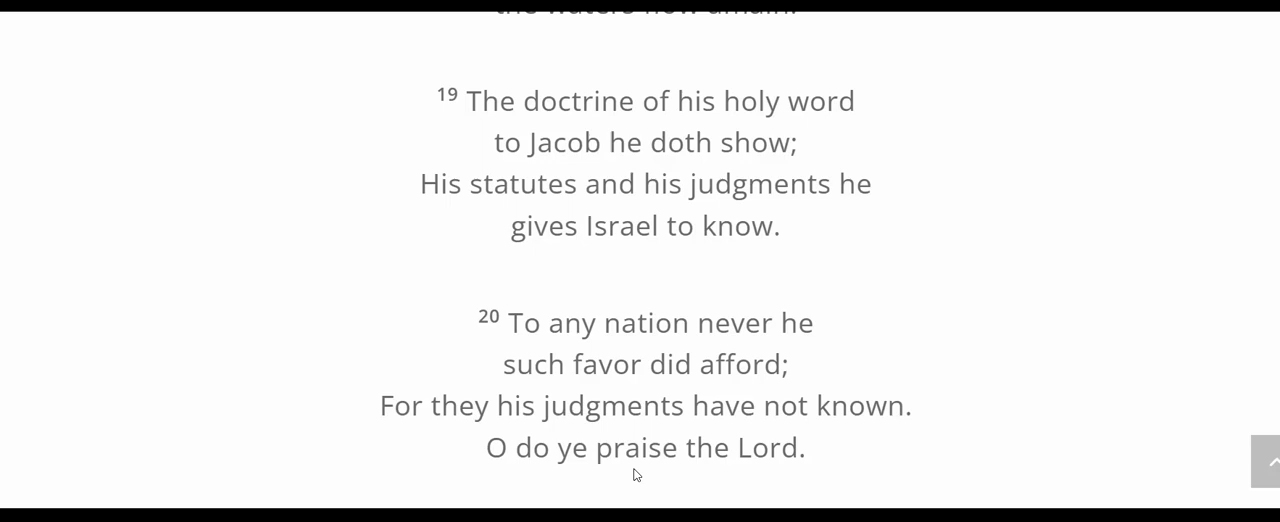 19 The doctrine of his holy word
to Jacob he doth show;
His statutes and his judgments he
gives Israel to know.
20 To any nation never he
such favor did afford;
For they his judgments have not known.
O do ye praise the Lord.